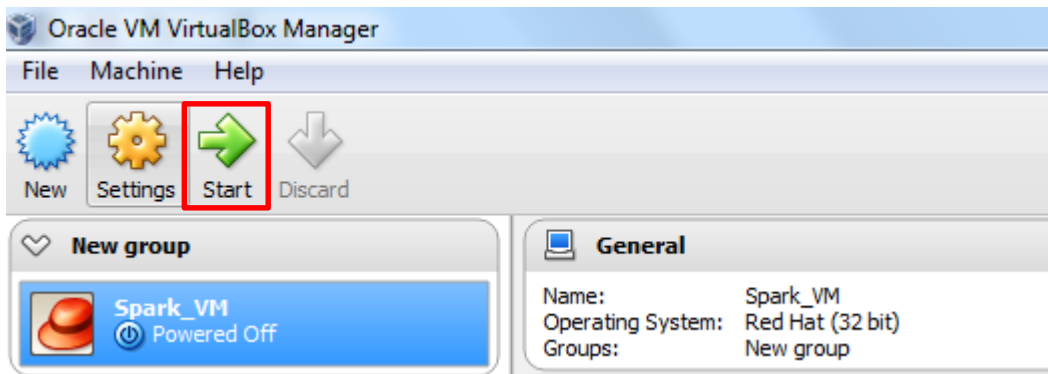 Oracle VM VirtualBox Manager
File Machine Help
New Settings Start Discard
New group
Spark_VM
Powered Off
General
Name: Spark_VM
Operating System: Red Hat (32 bit)
Groups: New group